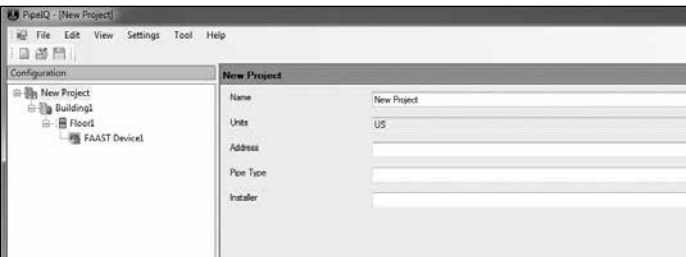 PipeIQ - [New Project]
File Edit View Settings Tool Help
Configuration
New Project
Building1
Floor1
FAAST Device1
New Project
Name New Project
Units US
Address
Pipe Type
Installer